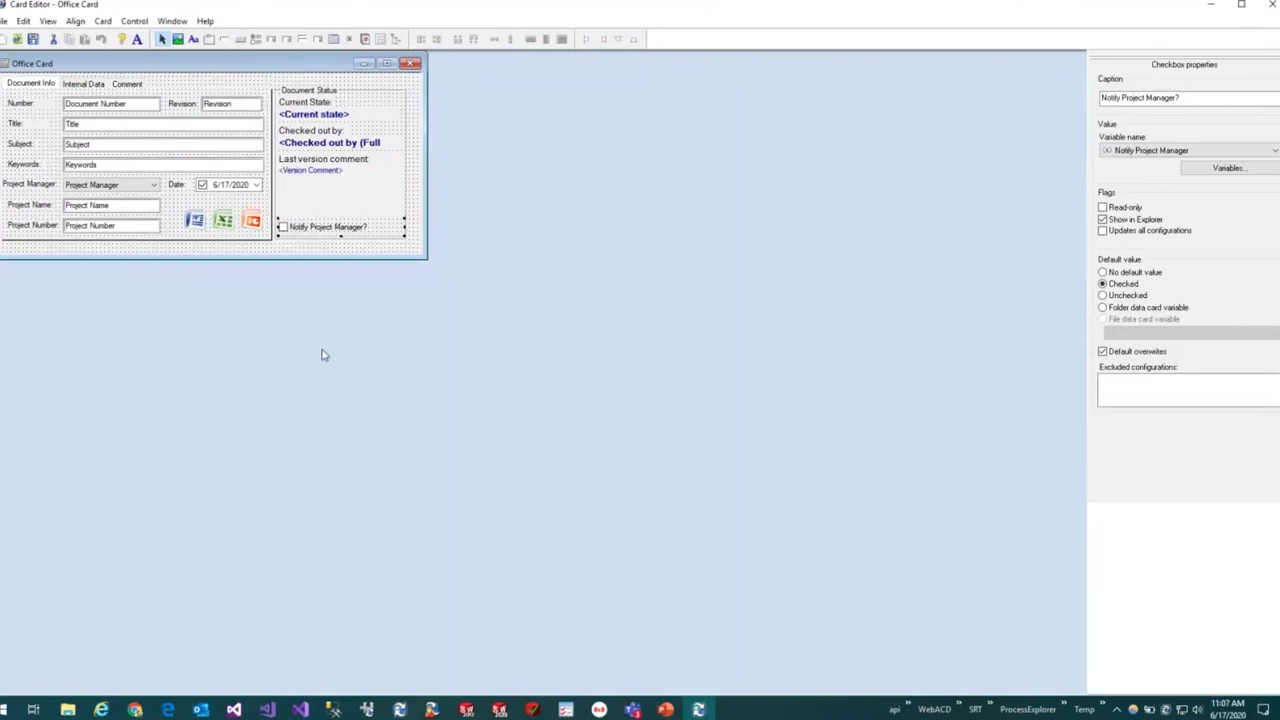 Card Editor - Office Card
Edit View Align Card Control Window Help
Office Card
Document Info Internal Data Comment
Number: Document Number Revision: Revision
Title: Title
Subject: Subject
Keywords: Keywords
Project Manager: Project Manager Date: 6/17/2020
Project Name: Project Name
Project Number: Project Number
Document Status
Current State:
<Current state>
Checked out by:
<Checked out by (Full
Last version comment:
<Version Comment>
Notify Project Manager?
Checkbox properties
Caption
Notify Project Manager?
Value
Variable name:
Notify Project Manager
Variables...
Flags
Read-only
Show in Explorer
Updates all configurations
Default value
No default value
Checked
Unchecked
Folder data card variable
File data card variable
Default overwrites
Excluded configurations:
api WebACD SRT ProcessExplorer Temp
11:07 AM
6/17/2020